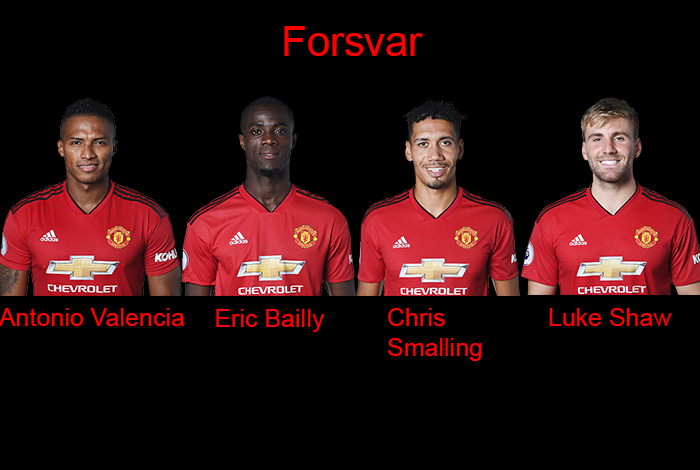 Forsvar
adidas
CHEVROLET
KOHL
adidas
CHEVROLET
adidas
CHEVROLET
adidas
CHEVROLET
Antonio Valencia
Eric Bailly
Chris
Smalling
Luke Shaw